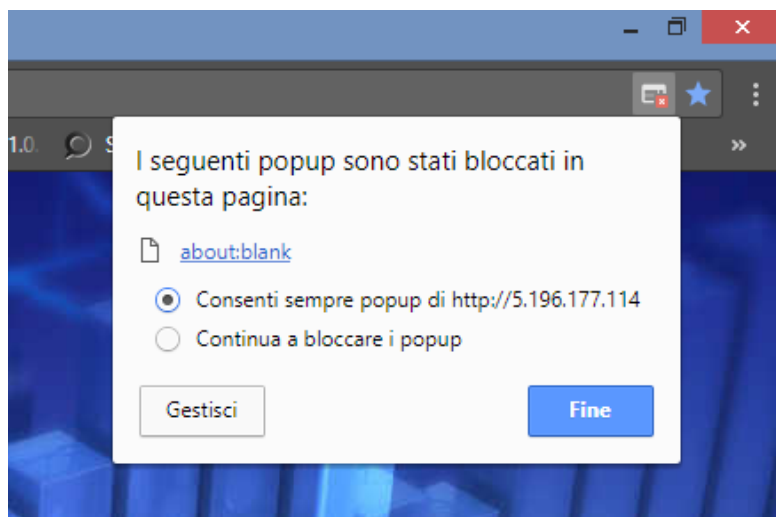 1.0.
S
»
I seguenti popup sono stati bloccati in
questa pagina:
about:blank
Consenti sempre popup di http://5.196.177.114
Continua a bloccare i popup
Gestisci
Fine